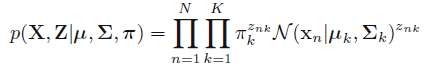 p(X, Z|μ, Σ, π) = ∏_{n=1}^{N} ∏_{k=1}^{K} π_k^{z_{nk}} 𝒩(x_n|μ_k, Σ_k)^{z_{nk}}